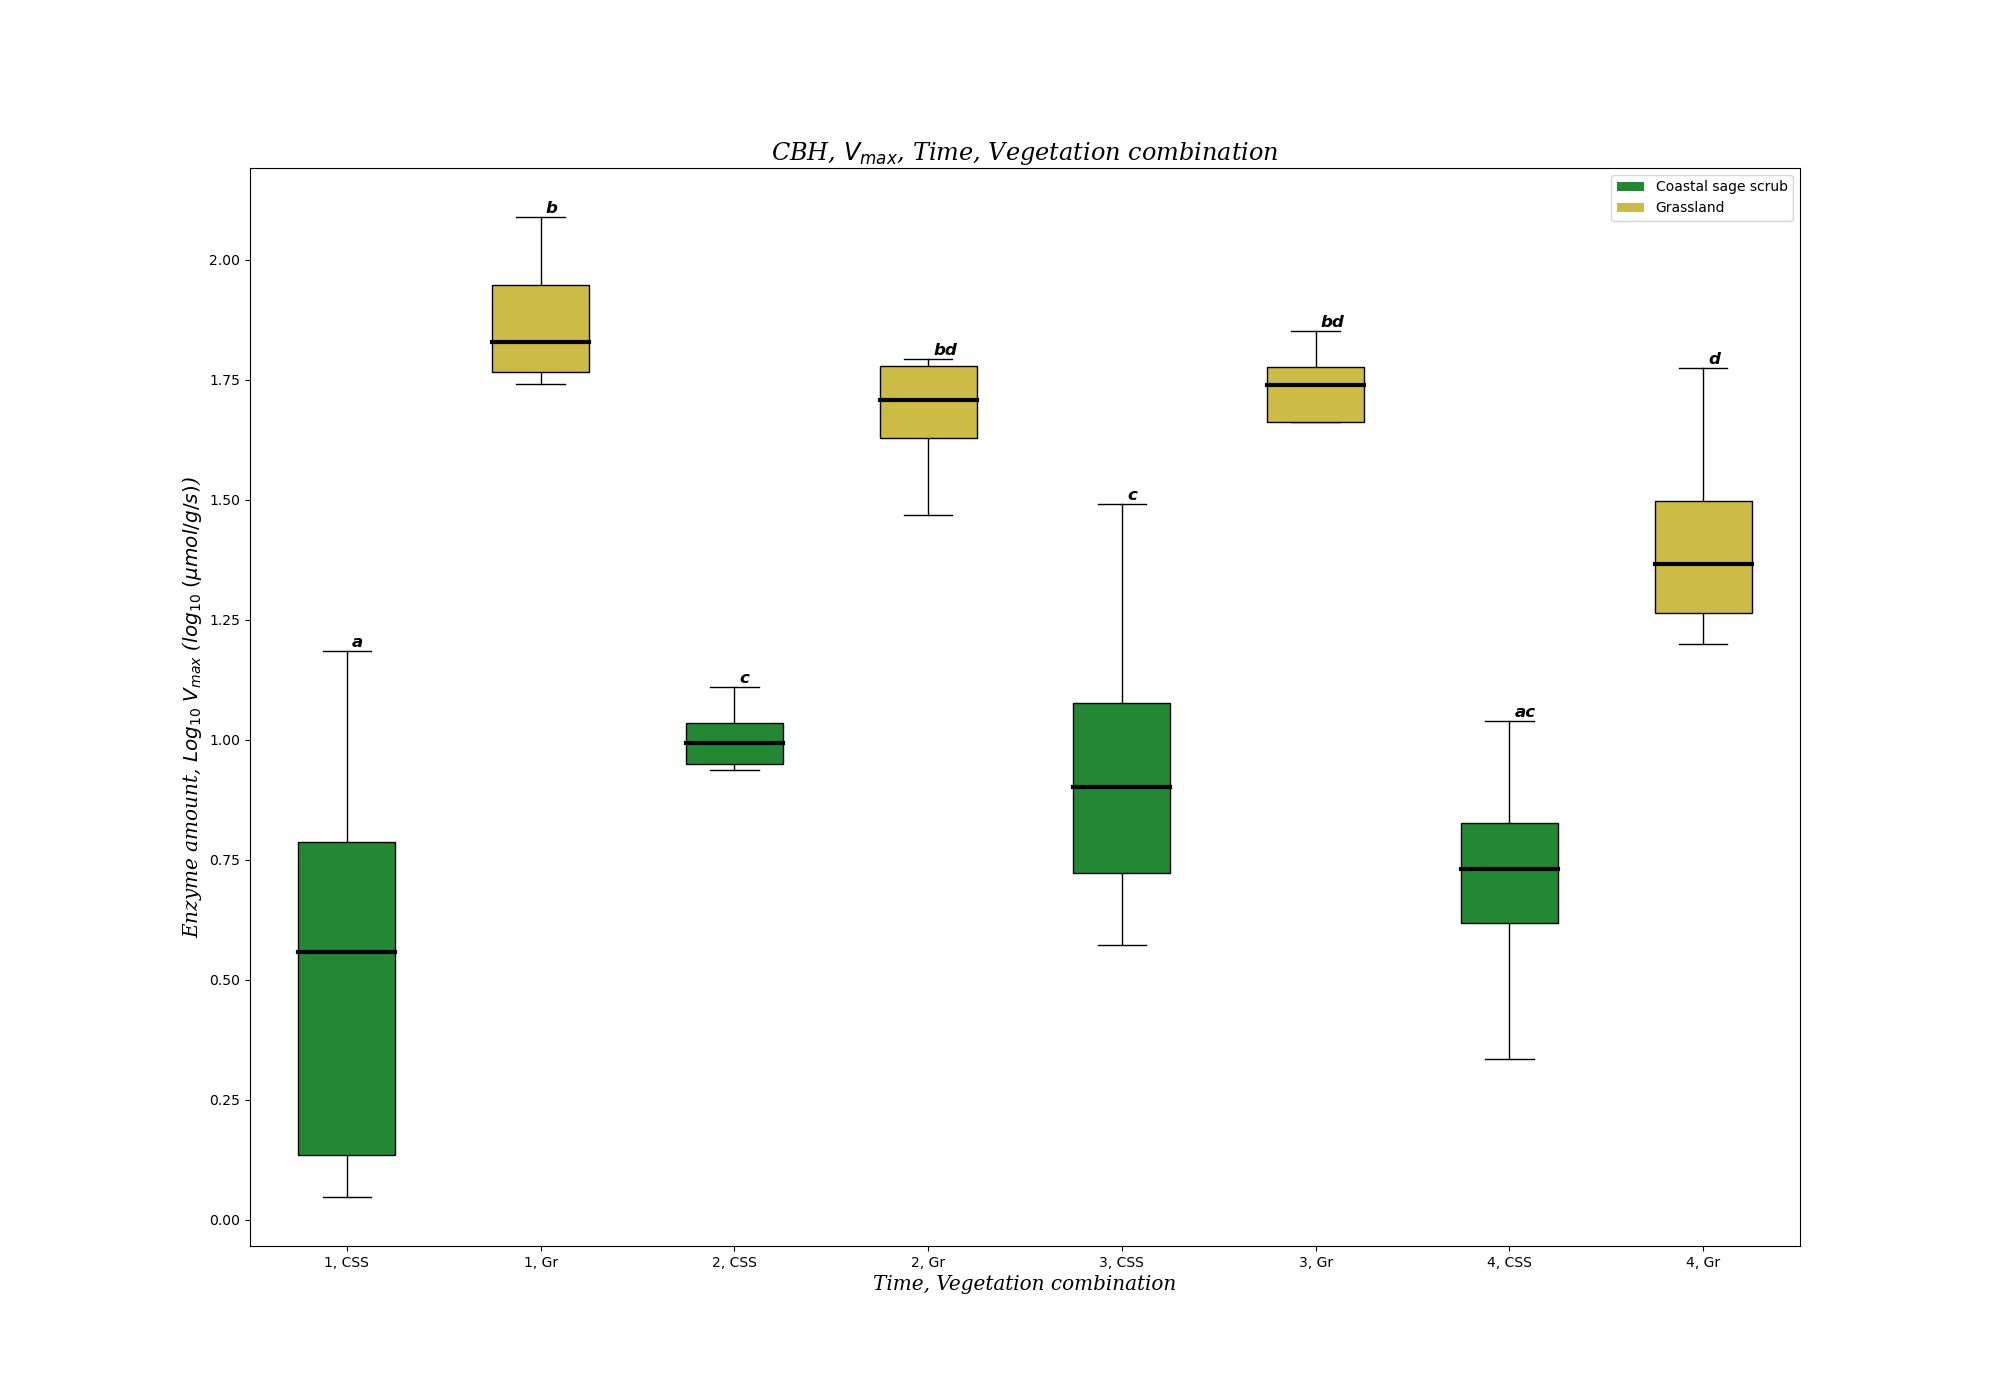 CBH, V_max, Time, Vegetation combination
Coastal sage scrub
Grassland
Enzyme amount, Log_10 V_max (log_10 (μmol/g/s))
2.00
1.75
1.50
1.25
1.00
0.75
0.50
0.25
0.00
a
b
c
bd
c
bd
ac
d
1, CSS
1, Gr
2, CSS
2, Gr
3, CSS
3, Gr
4, CSS
4, Gr
Time, Vegetation combination